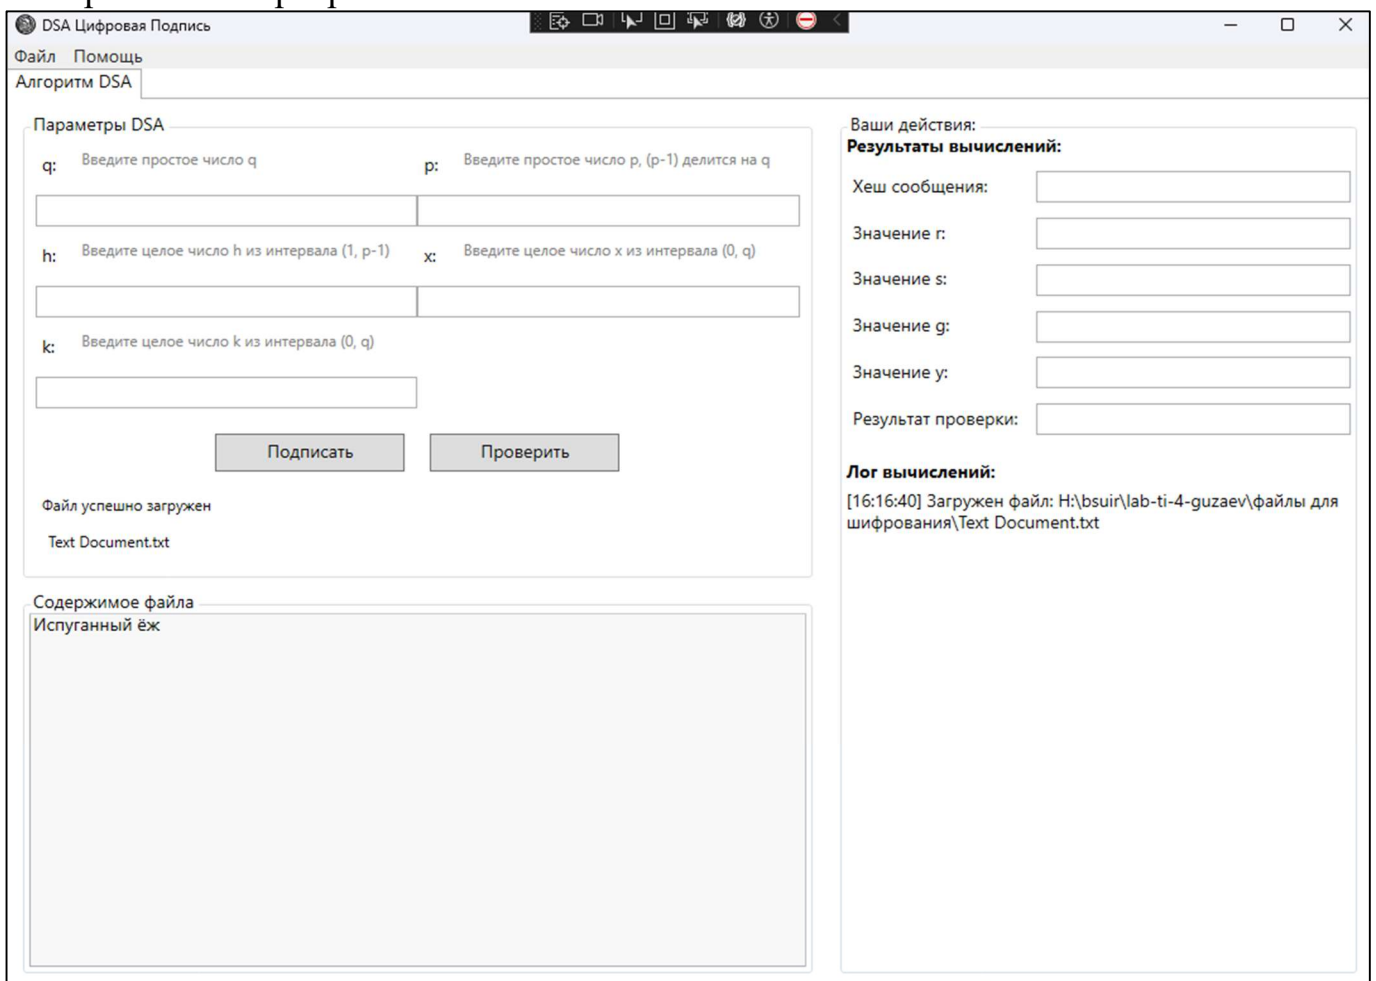 DSA Цифровая Подпись
Файл Помощь
Алгоритм DSA
Параметры DSA
q: Введите простое число q
p: Введите простое число p, (p-1) делится на q
h: Введите целое число h из интервала (1, p-1)
x: Введите целое число x из интервала (0, q)
k: Введите целое число k из интервала (0, q)
Подписать Проверить
Файл успешно загружен
Text Document.txt
Содержимое файла
Испуганный ёж
Ваши действия:
Результаты вычислений:
Хеш сообщения:
Значение r:
Значение s:
Значение g:
Значение y:
Результат проверки:
Лог вычислений:
[16:16:40] Загружен файл: H:\bsuir\lab-ti-4-guzaev\файлы для
шифрования\Text Document.txt